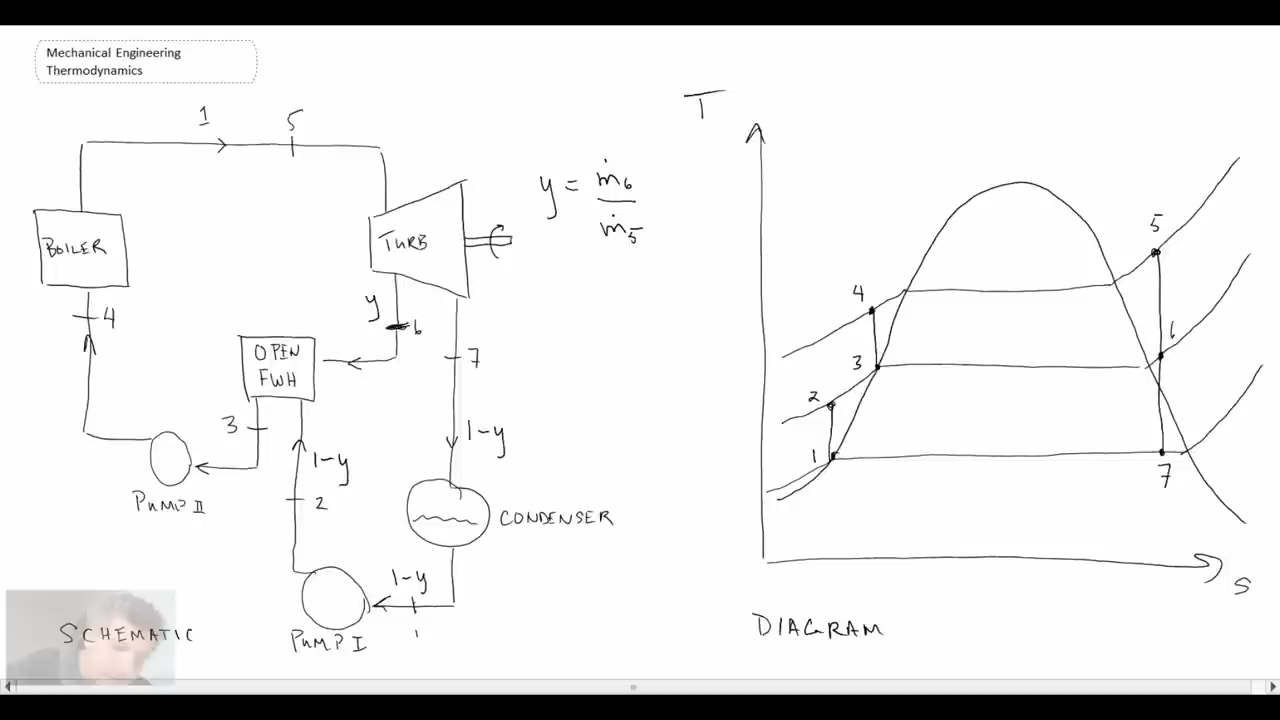 Mechanical Engineering
Thermodynamics
1
5
BOILER
TURB
y = ṁ6 / ṁ5
4
y
6
OPEN
FWH
7
3
1-y
1-y
2
PUMP II
CONDENSER
1-y
1
PUMP I
SCHEMATIC
T
5
4
6
3
2
1
7
S
DIAGRAM